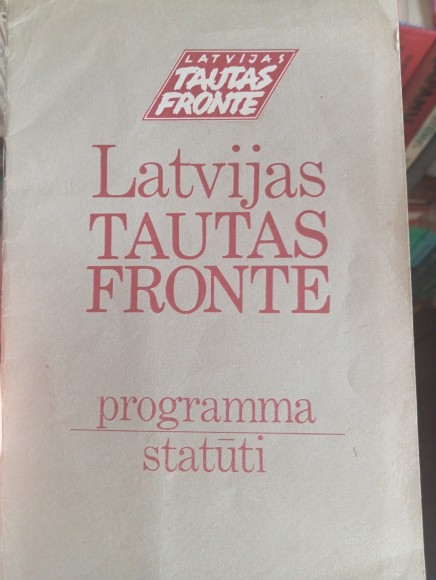 LATVIJAS
TAUTAS
FRONTE
Latvijas
TAUTAS
FRONTE
programma
statūti